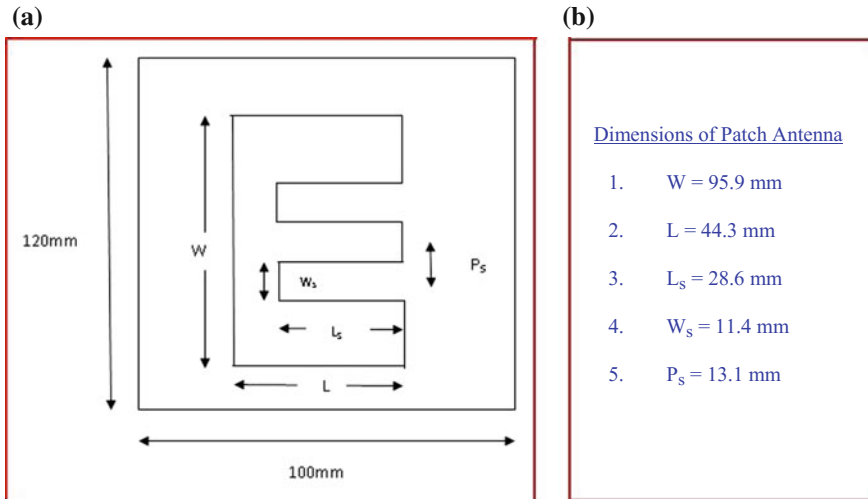 (a)
120mm
W
Ws
Ls
Ps
L
100mm
(b)
Dimensions of Patch Antenna
1. W = 95.9 mm
2. L = 44.3 mm
3. Ls = 28.6 mm
4. Ws = 11.4 mm
5. Ps = 13.1 mm